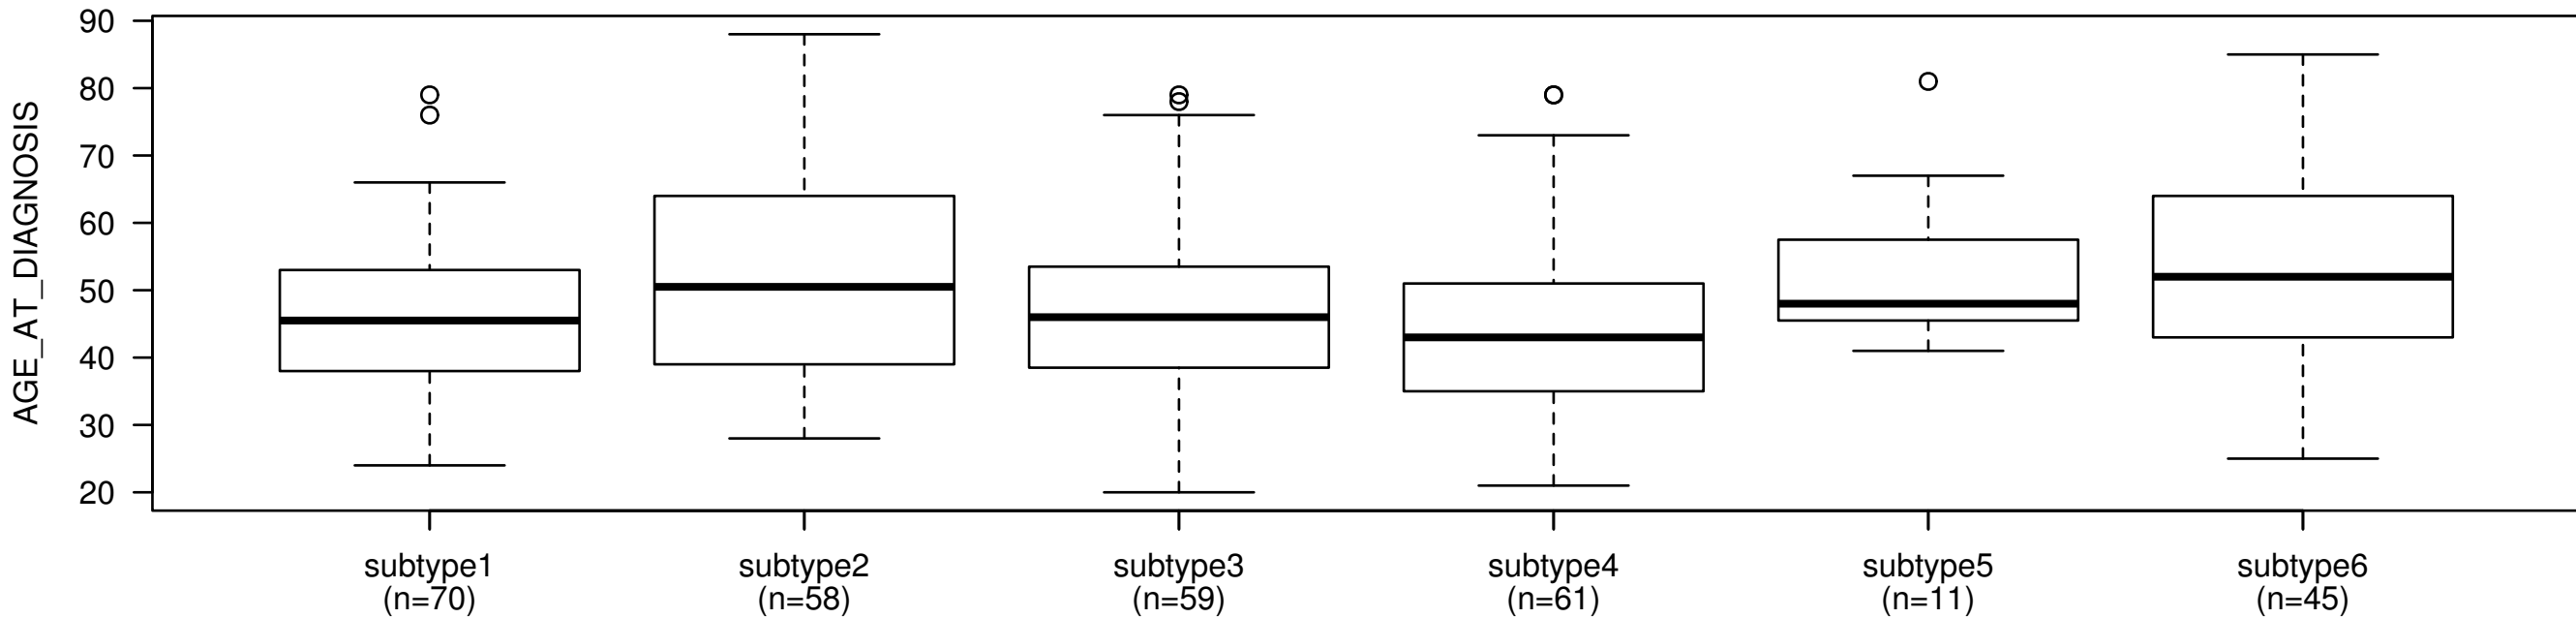 AGE_AT_DIAGNOSIS
90
80
70
60
50
40
30
20
subtype1 subtype2 subtype3 subtype4 subtype5 subtype6
(n=70) (n=58) (n=59) (n=61) (n=11) (n=45)